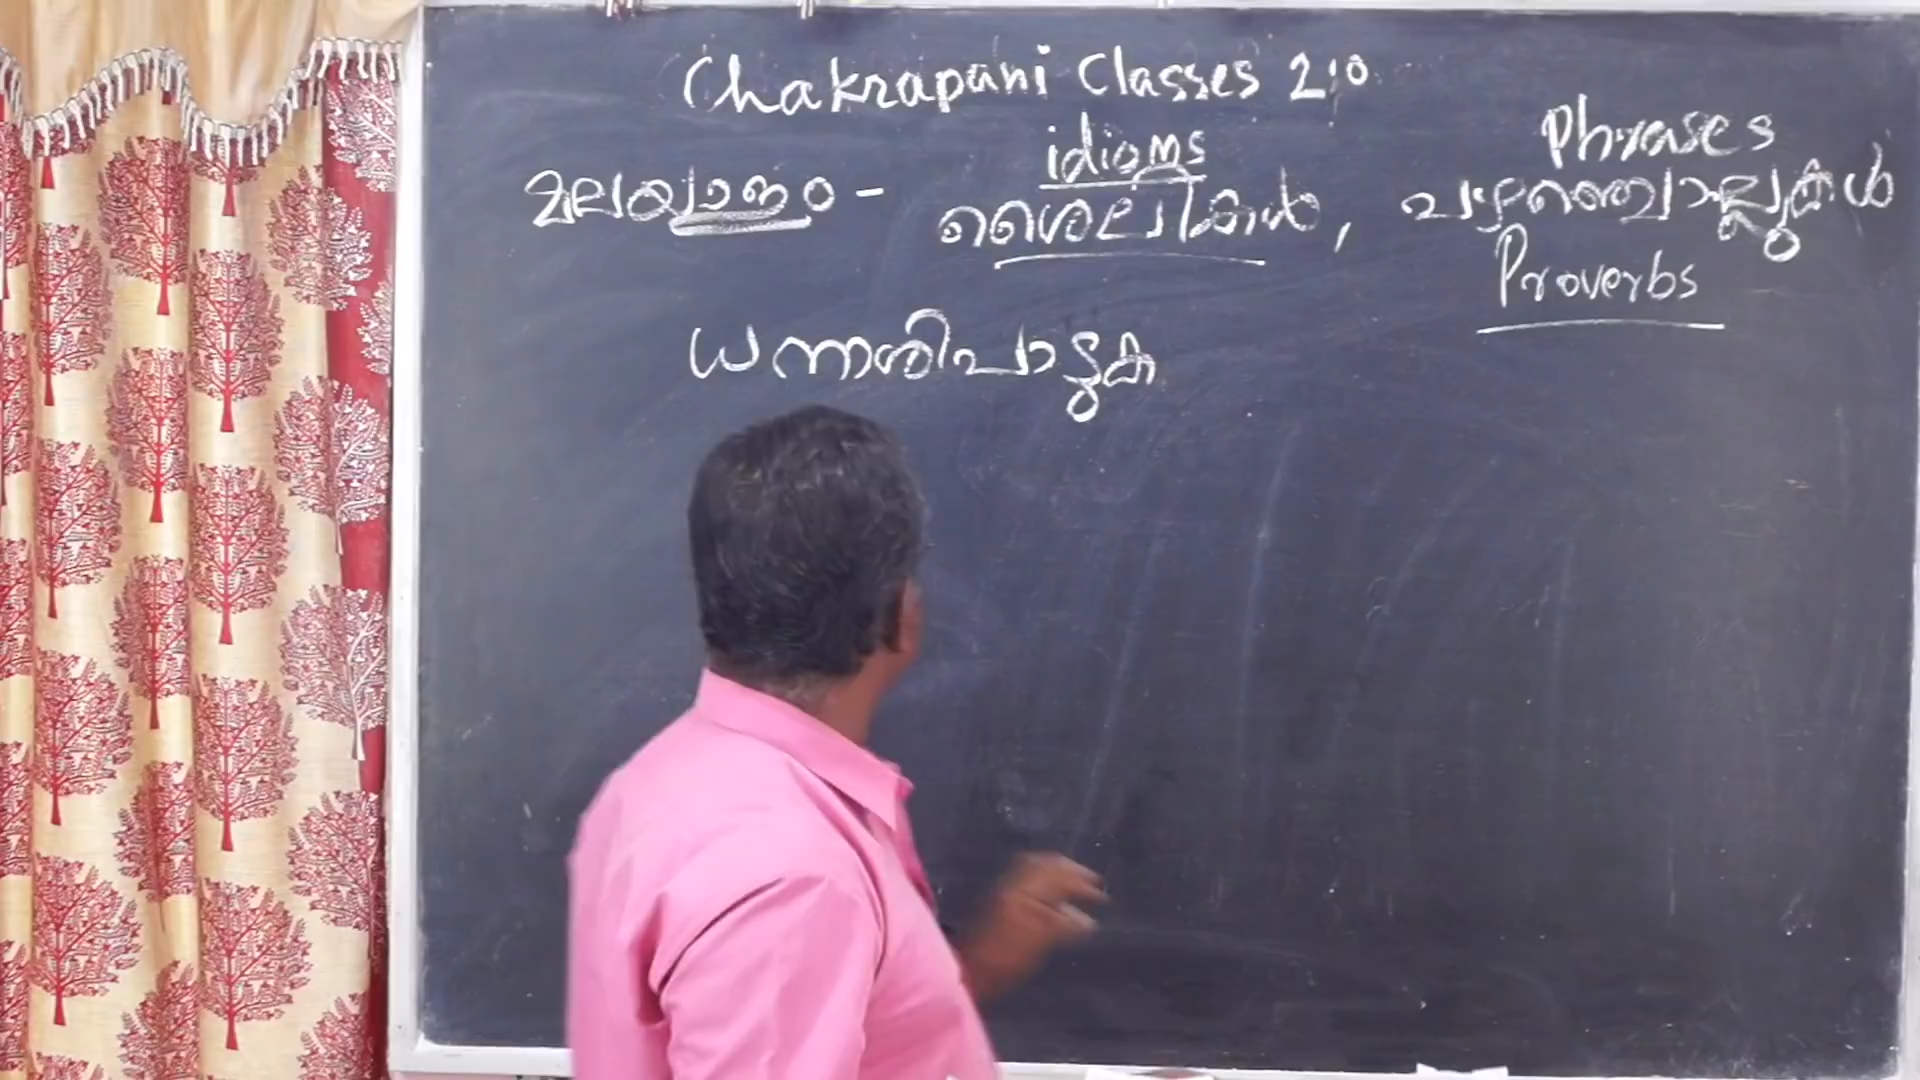 Chakrapani Classes 2.0
idioms
Phrases
മലയാളം - ശൈലികൾ, പഴഞ്ചൊല്ലുകൾ
Proverbs
ധനാശിപാടുക